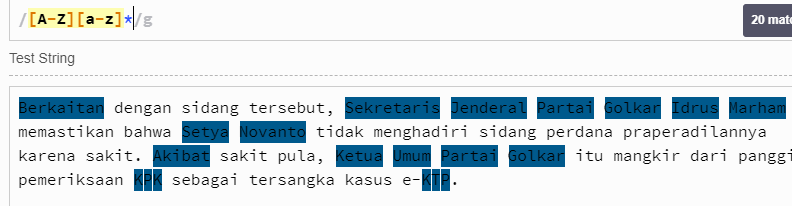 /[A-Z][a-z]*/g
20 mat
Test String
Berkaitan dengan sidang tersebut, Sekretaris Jenderal Partai Golkar Idrus Marham
memastikan bahwa Setya Novanto tidak menghadiri sidang perdana praperadilannya
karena sakit. Akibat sakit pula, Ketua Umum Partai Golkar itu mangkir dari panggi
pemeriksaan KPK sebagai tersangka kasus e-KTP.